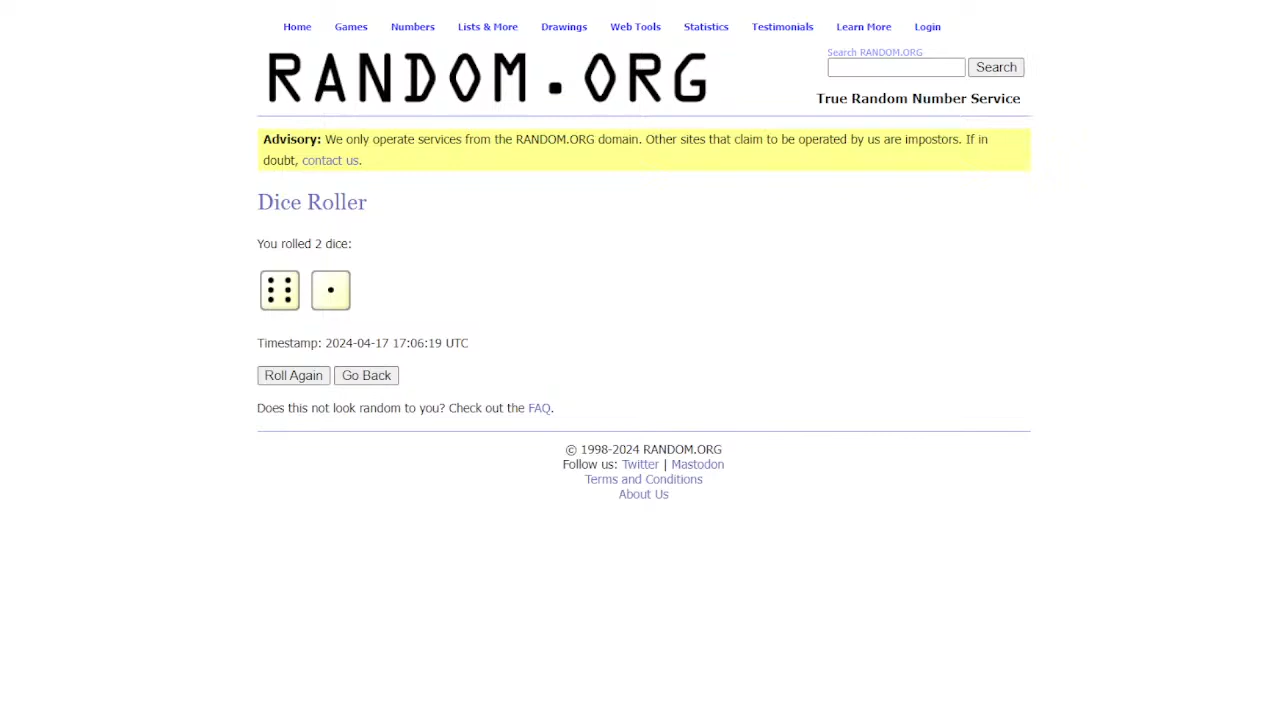 Home Games Numbers Lists & More Drawings Web Tools Statistics Testimonials Learn More Login
RANDOM.ORG
Search RANDOM.ORG
Search
True Random Number Service
Advisory: We only operate services from the RANDOM.ORG domain. Other sites that claim to be operated by us are impostors. If in
doubt, contact us.
Dice Roller
You rolled 2 dice:
Timestamp: 2024-04-17 17:06:19 UTC
Roll Again Go Back
Does this not look random to you? Check out the FAQ.
© 1998-2024 RANDOM.ORG
Follow us: Twitter | Mastodon
Terms and Conditions
About Us